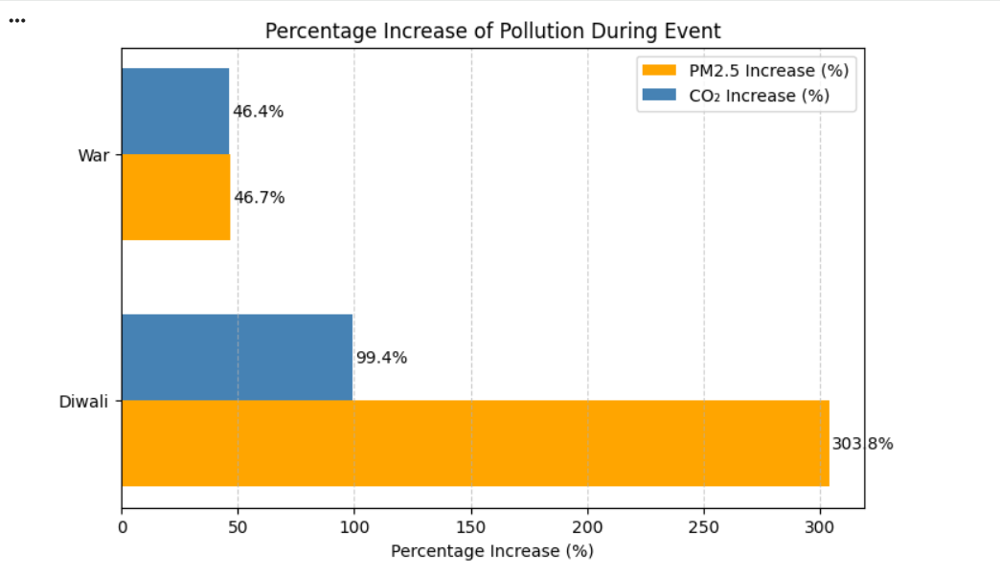 ...
Percentage Increase of Pollution During Event
PM2.5 Increase (%)
CO₂ Increase (%)
War
46.4%
46.7%
Diwali
99.4%
303.8%
0 50 100 150 200 250 300
Percentage Increase (%)